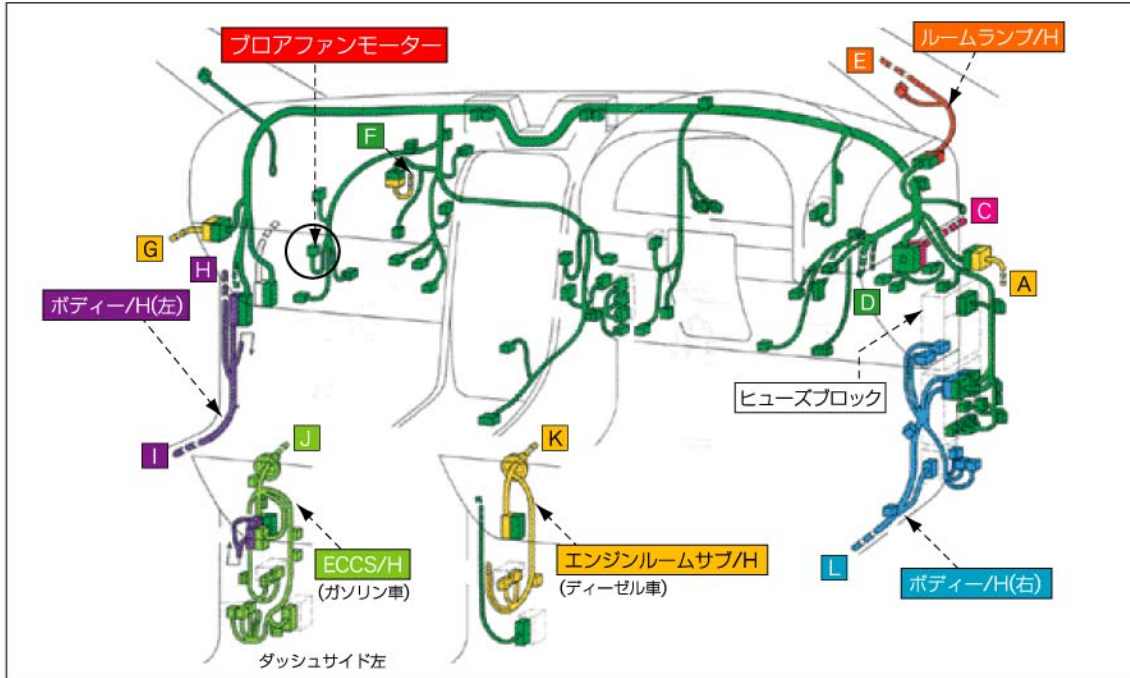 ブロアファンモーター
ルームランプ/H
E
F
C
G
H
A
D
ボディー/H(左)
ヒューズブロック
I
J
K
ECCS/H
(ガソリン車)
エンジンルームサブ/H
(ディーゼル車)
L
ボディー/H(右)
ダッシュサイド左